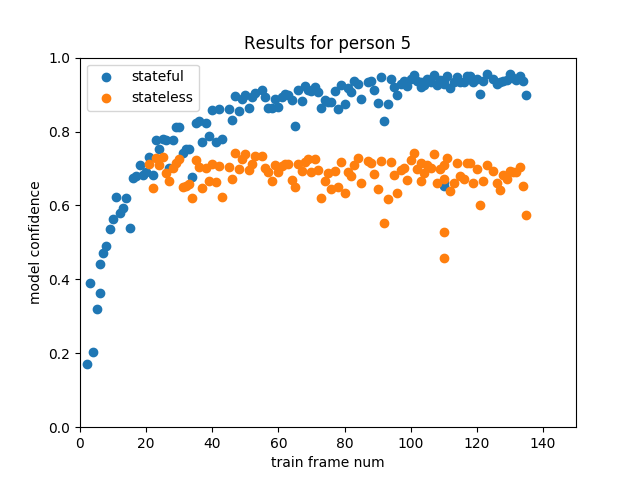 Results for person 5
stateful
stateless
model confidence
1.0
0.8
0.6
0.4
0.2
0.0
0 20 40 60 80 100 120 140
train frame num